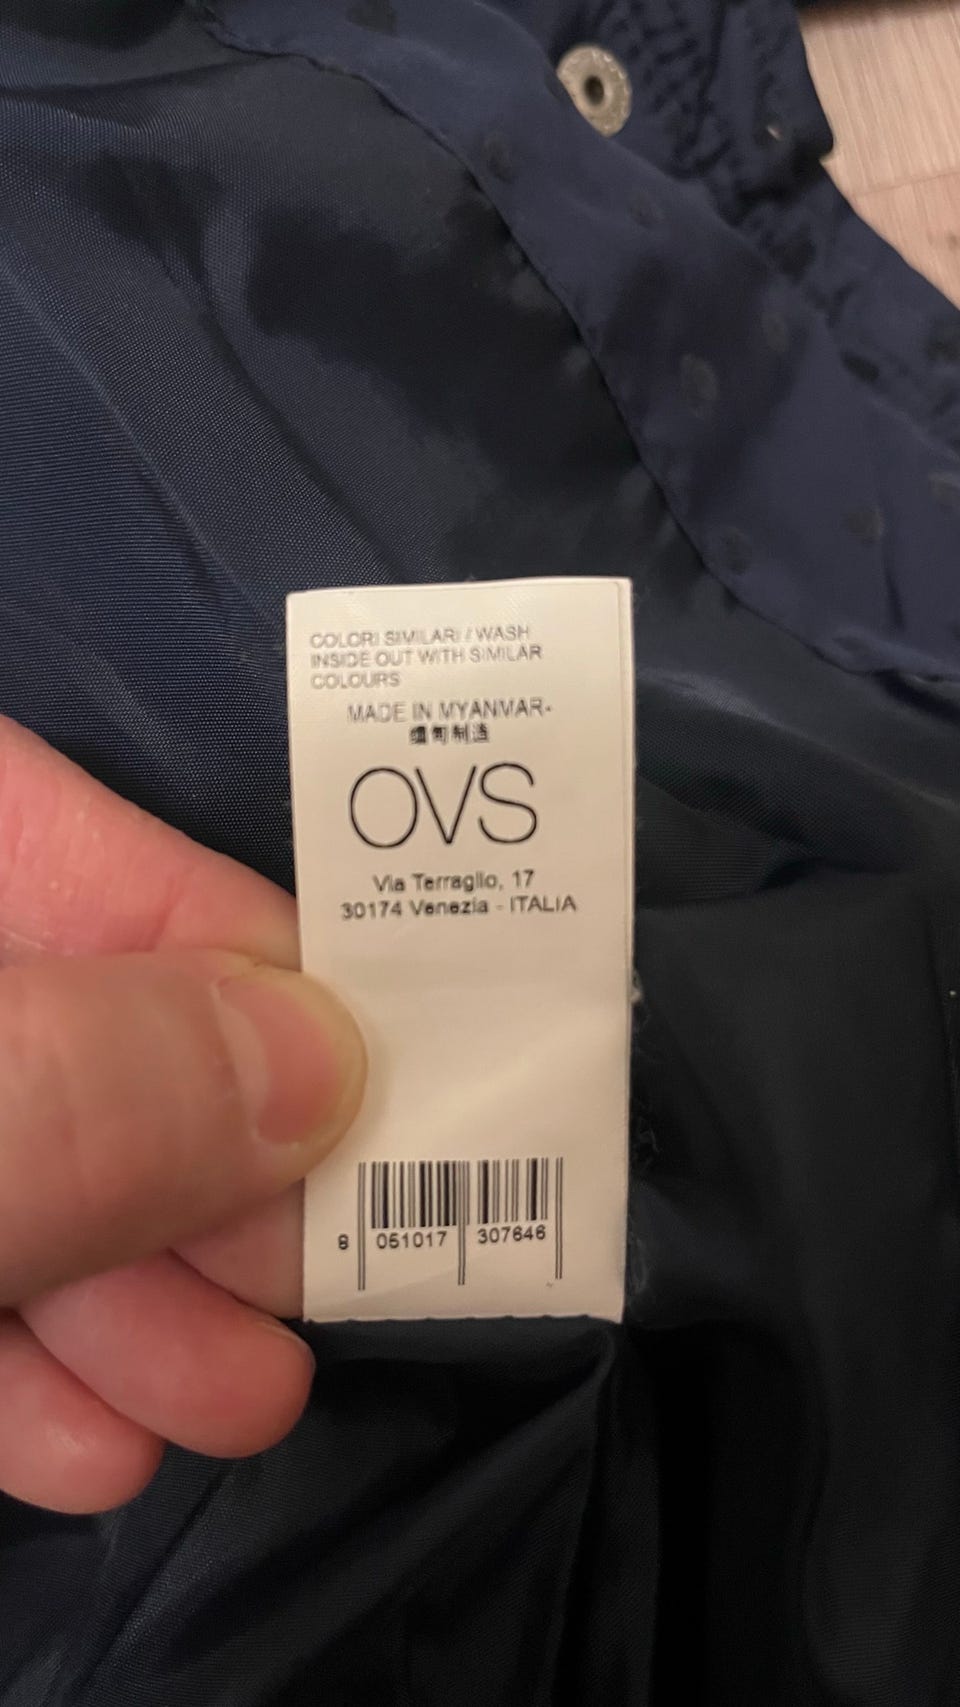 COLORI SIMILARI / WASH
INSIDE OUT WITH SIMILAR
COLOURS
MADE IN MYANMAR-
缅甸制造
OVS
Via Terraglio, 17
30174 Venezia - ITALIA
8 051017 307646